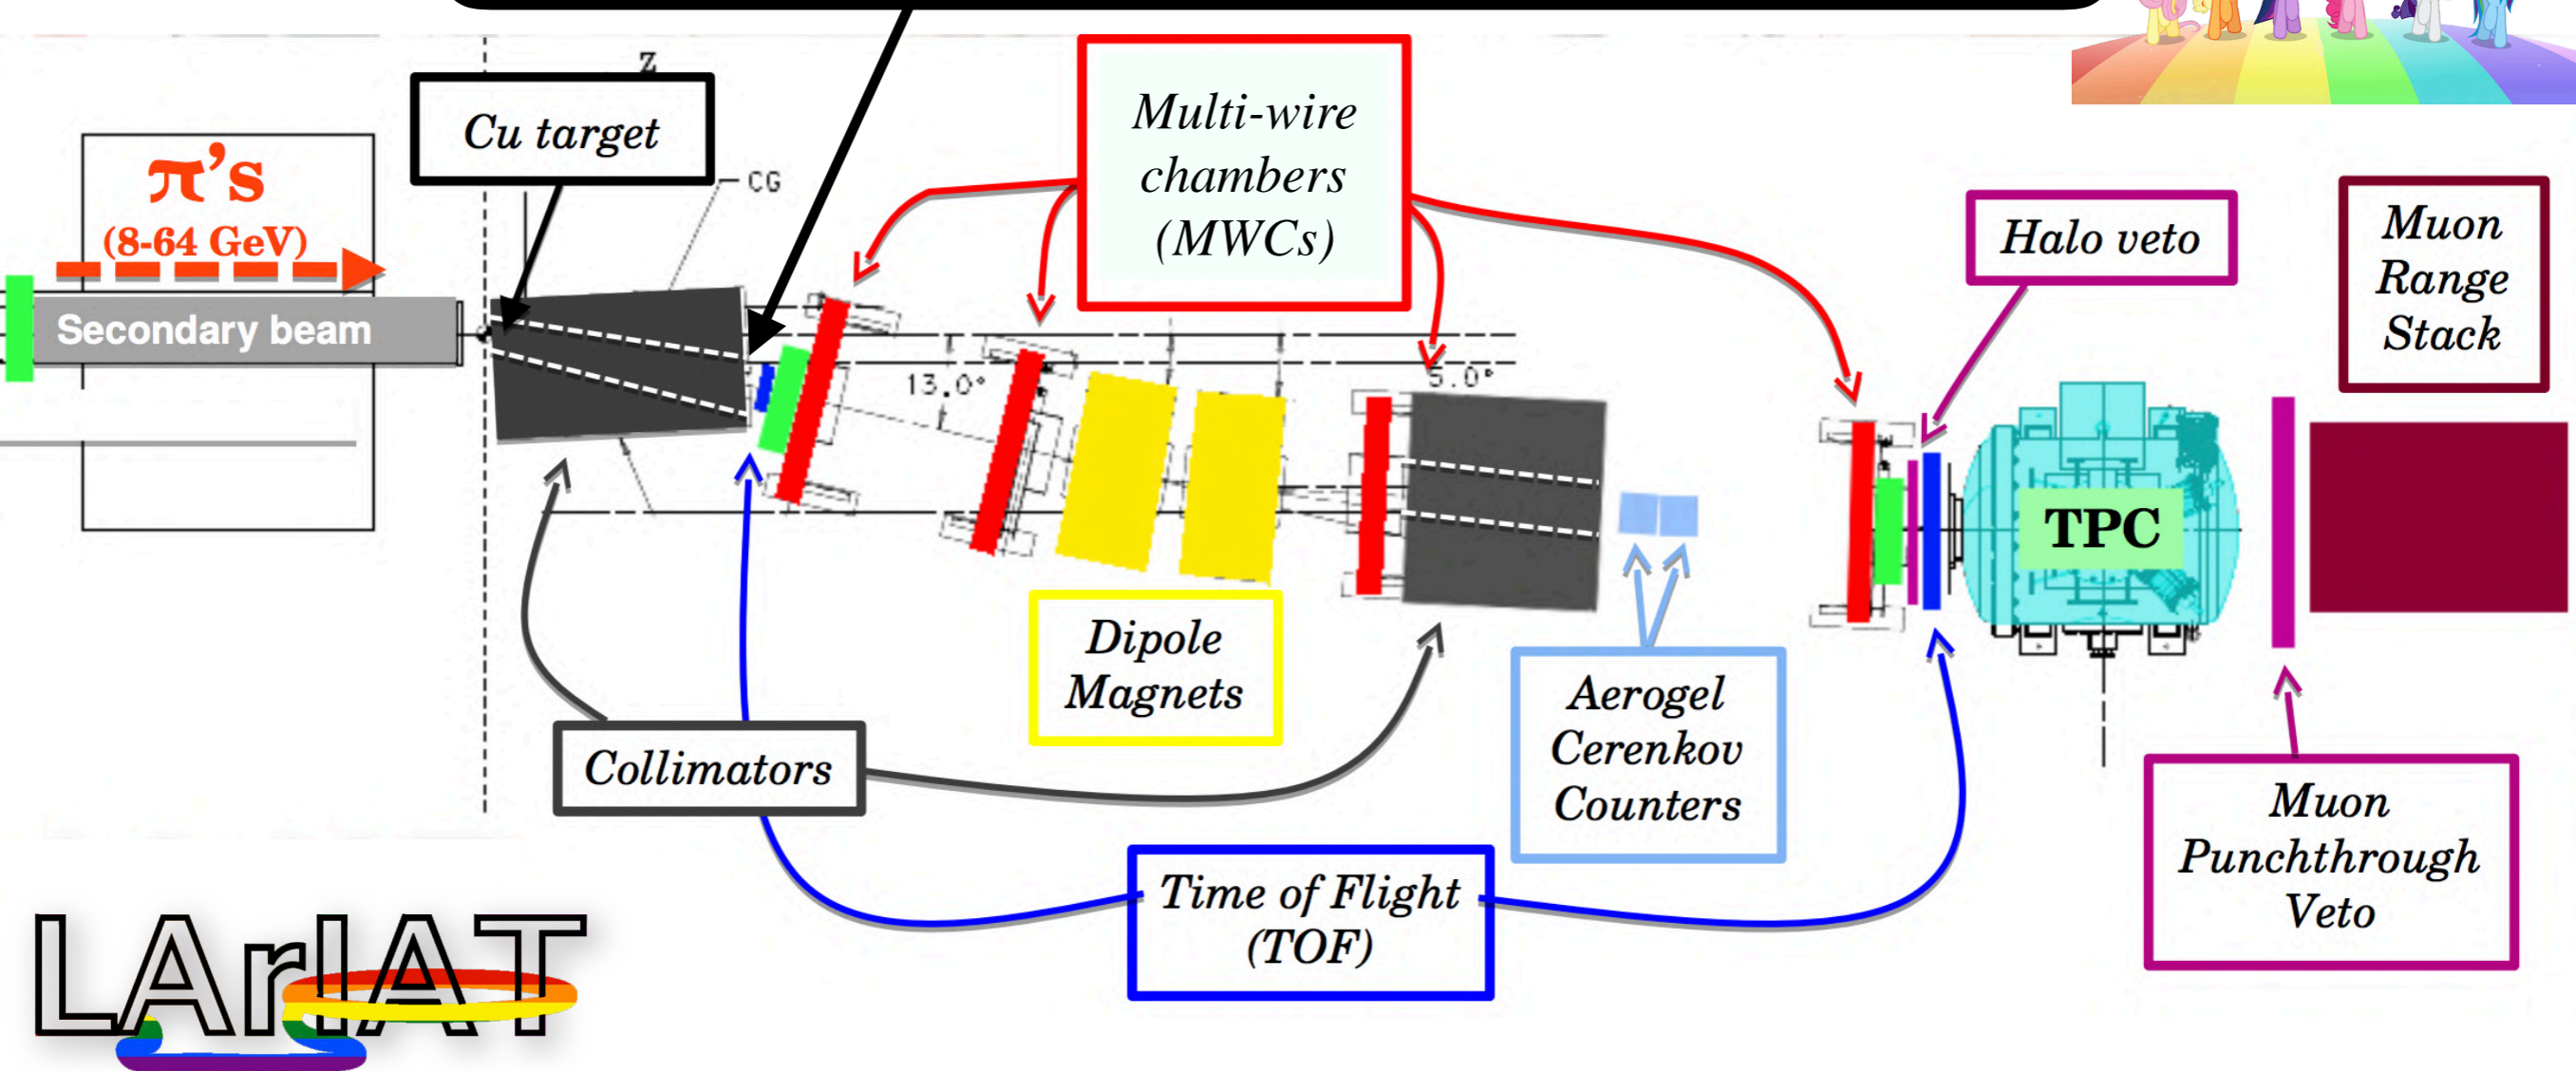 Z
Cu target
Multi-wire
chambers
(MWCs)
π's
(8-64 GeV)
CG
Halo veto
Muon
Range
Stack
Secondary beam
13.0°
5.0°
TPC
Dipole
Magnets
Aerogel
Cerenkov
Counters
Collimators
Muon
Punchthrough
Veto
Time of Flight
(TOF)
LArIAT